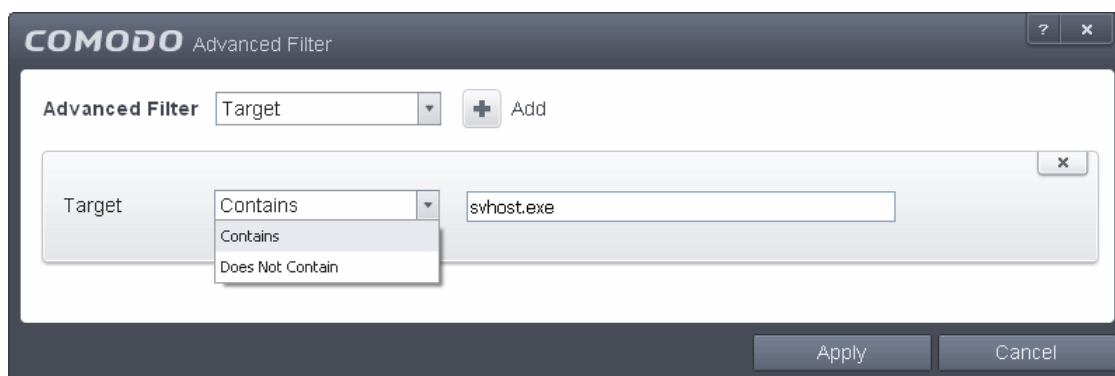 COMODO Advanced Filter ? x
Advanced Filter Target + Add
x
Target Contains svhost.exe
Contains
Does Not Contain
Apply Cancel